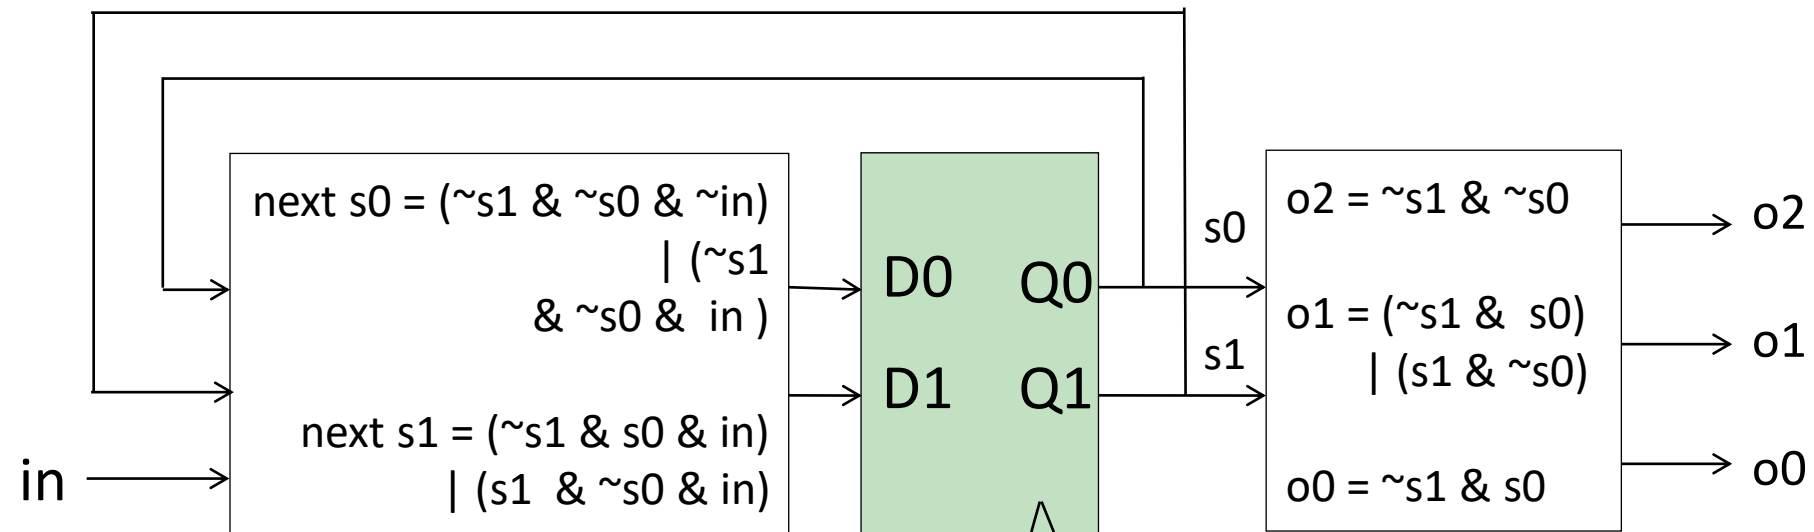 next s0 = (~s1 & ~s0 & ~in)
| (~s1
& ~s0 & in )
next s1 = (~s1 & s0 & in)
| (s1 & ~s0 & in)
in
D0 Q0
D1 Q1
s0
s1
o2 = ~s1 & ~s0
o1 = (~s1 & s0)
| (s1 & ~s0)
o0 = ~s1 & s0
o2
o1
o0